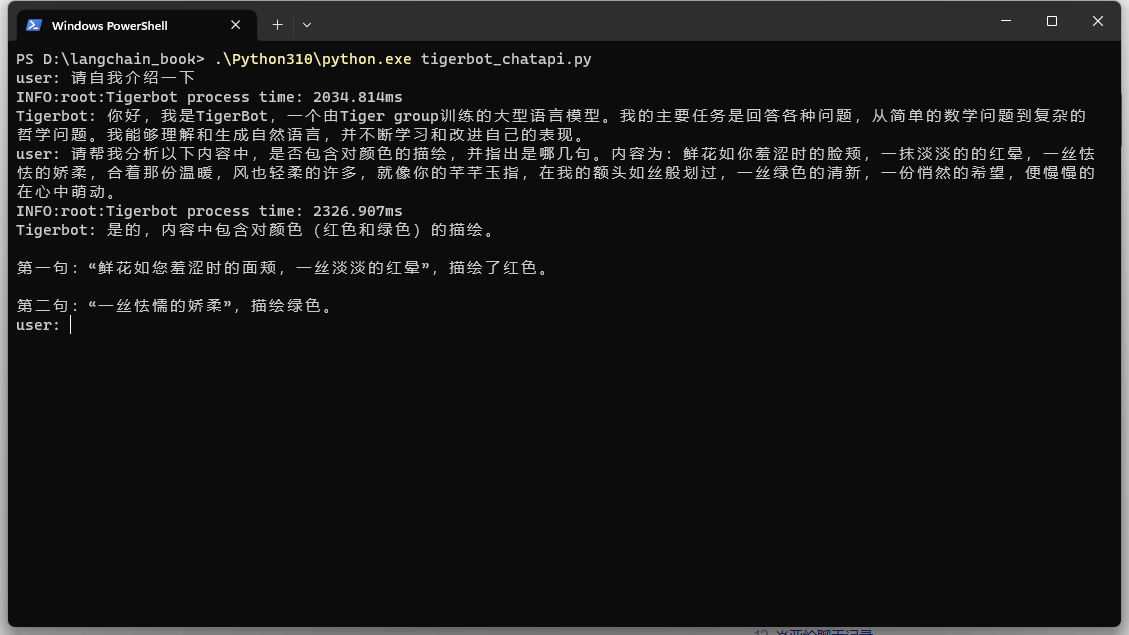 Windows PowerShell
PS D:\langchain_book> .\Python310\python.exe tigerbot_chatapi.py
user: 请自我介绍一下
INFO:root:Tigerbot process time: 2034.814ms
Tigerbot: 你好，我是TigerBot，一个由Tiger group训练的大型语言模型。我的主要任务是回答各种问题，从简单的数学问题到复杂的
哲学问题。我能够理解和生成自然语言，并不断学习和改进自己的表现。
user: 请帮我分析以下内容中，是否包含对颜色的描绘，并指出是哪几句。内容为：鲜花如你羞涩时的脸颊，一抹淡淡的的红晕，一丝怯
怯的娇柔，合着那份温暖，风也轻柔的许多，就像你的芊芊玉指，在我的额头如丝般划过，一丝绿色的清新，一份悄然的希望，便慢慢的
在心中萌动。
INFO:root:Tigerbot process time: 2326.907ms
Tigerbot: 是的，内容中包含对颜色（红色和绿色）的描绘。
第一句：“鲜花如您羞涩时的面颊，一丝淡淡的红晕”，描绘了红色。
第二句：“一丝怯懦的娇柔”，描绘绿色。
user: